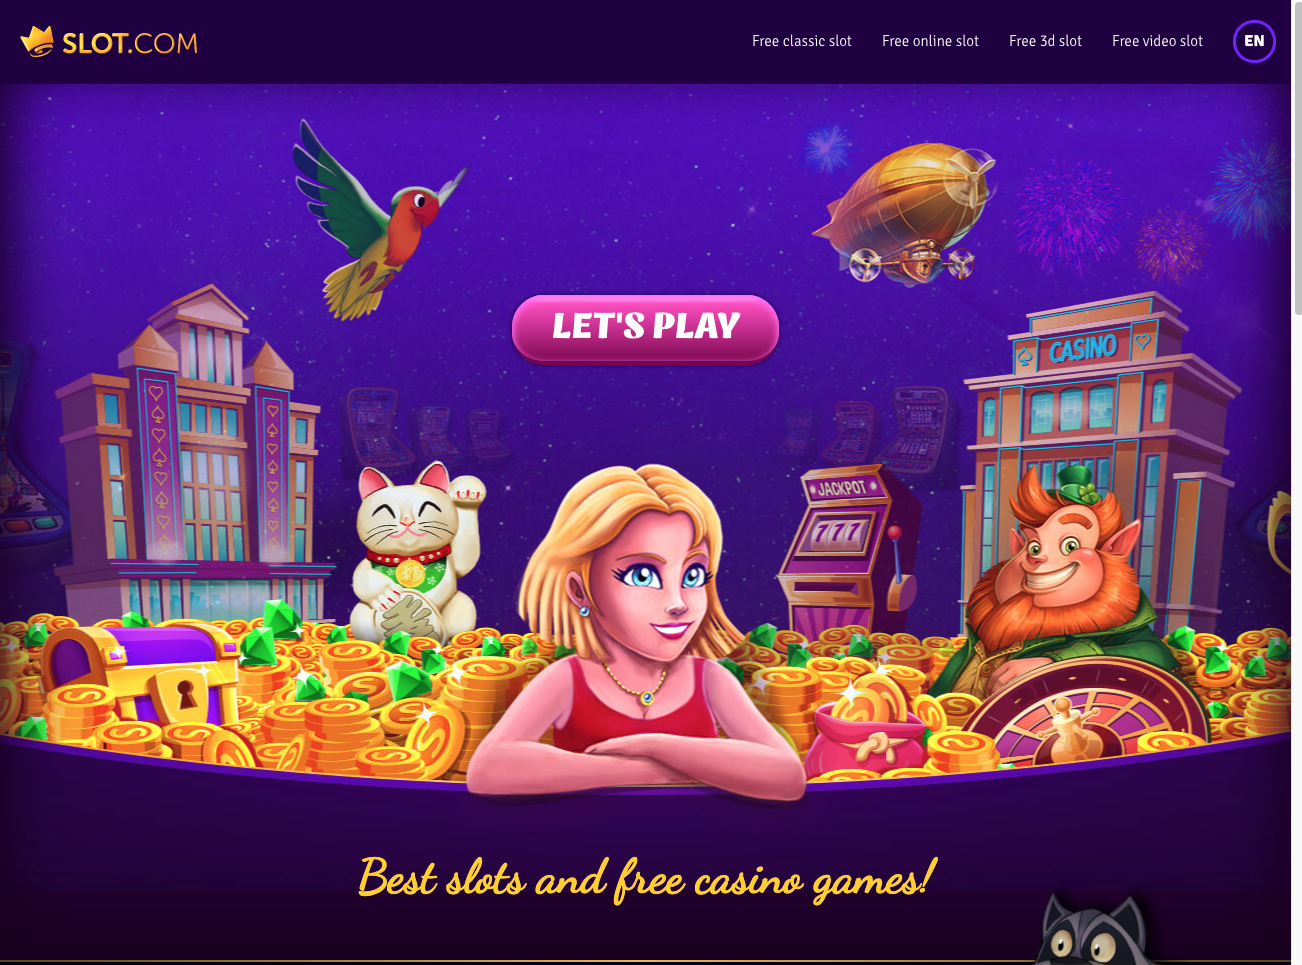 SLOT.COM
Free classic slot
Free online slot
Free 3d slot
Free video slot
EN
LET'S PLAY
CASINO
JACKPOT
777
Best slots and free casino games!